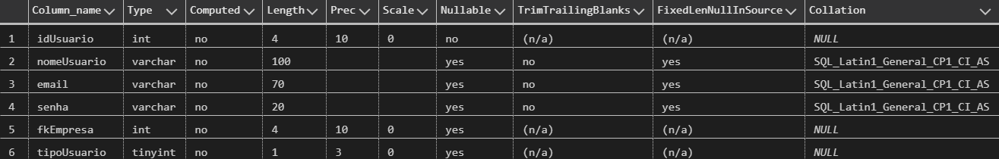 Column_name Type Computed Length Prec Scale Nullable TrimTrailingBlanks FixedLenNullInSource Collation
1 idUsuario int no 4 10 0 no (n/a) (n/a) NULL
2 nomeUsuario varchar no 100 yes no yes SQL_Latin1_General_CP1_CI_AS
3 email varchar no 70 yes no yes SQL_Latin1_General_CP1_CI_AS
4 senha varchar no 20 yes no yes SQL_Latin1_General_CP1_CI_AS
5 fkEmpresa int no 4 10 0 yes (n/a) (n/a) NULL
6 tipoUsuario tinyint no 1 3 0 yes (n/a) (n/a) NULL